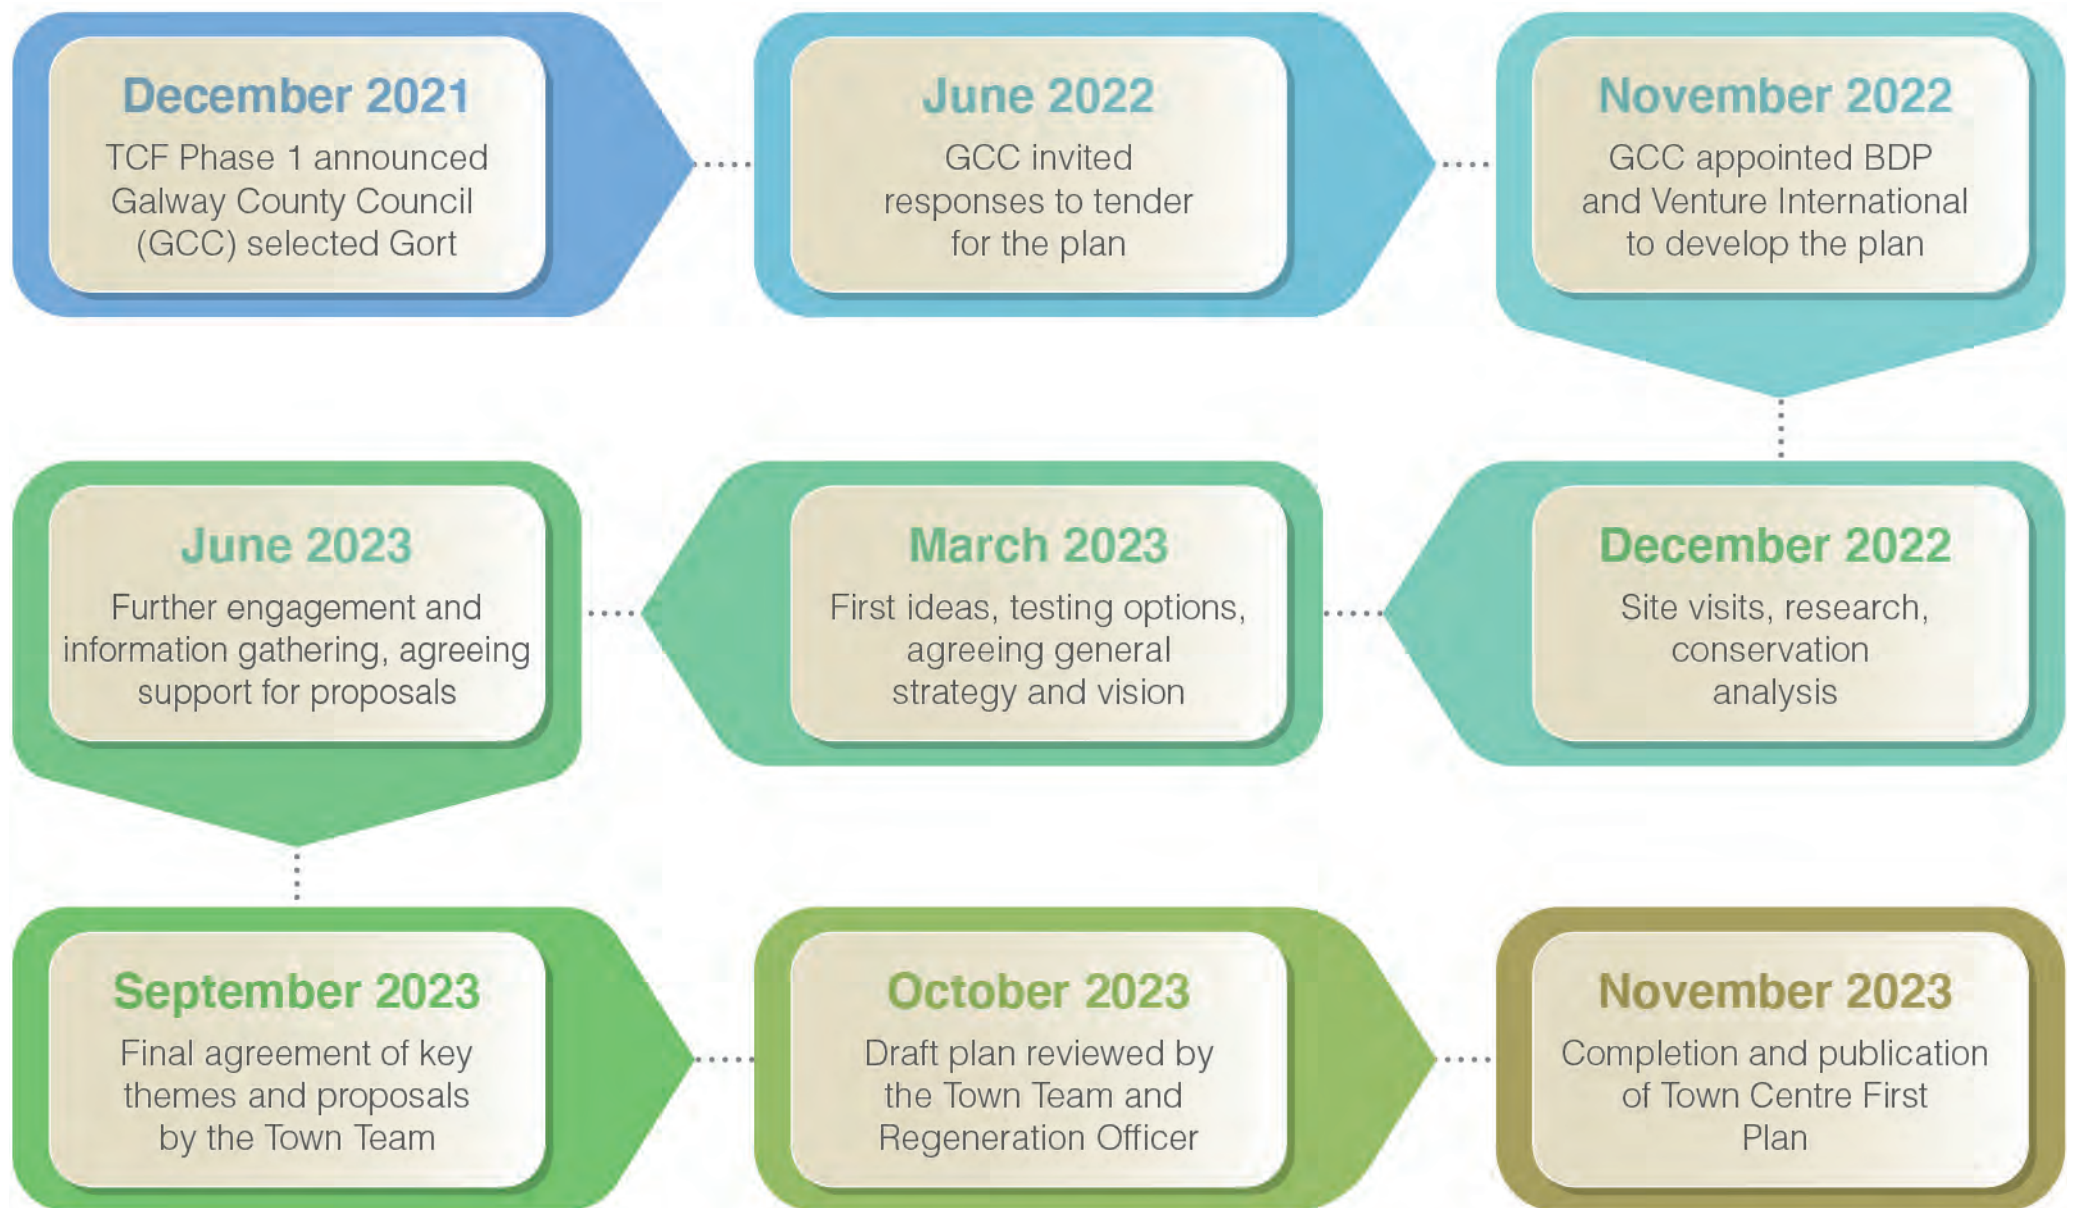 December 2021
TCF Phase 1 announced
Galway County Council
(GCC) selected Gort
June 2022
GCC invited
responses to tender
for the plan
November 2022
GCC appointed BDP
and Venture International
to develop the plan
December 2022
Site visits, research,
conservation
analysis
March 2023
First ideas, testing options,
agreeing general
strategy and vision
June 2023
Further engagement and
information gathering, agreeing
support for proposals
September 2023
Final agreement of key
themes and proposals
by the Town Team
October 2023
Draft plan reviewed by
the Town Team and
Regeneration Officer
November 2023
Completion and publication
of Town Centre First
Plan